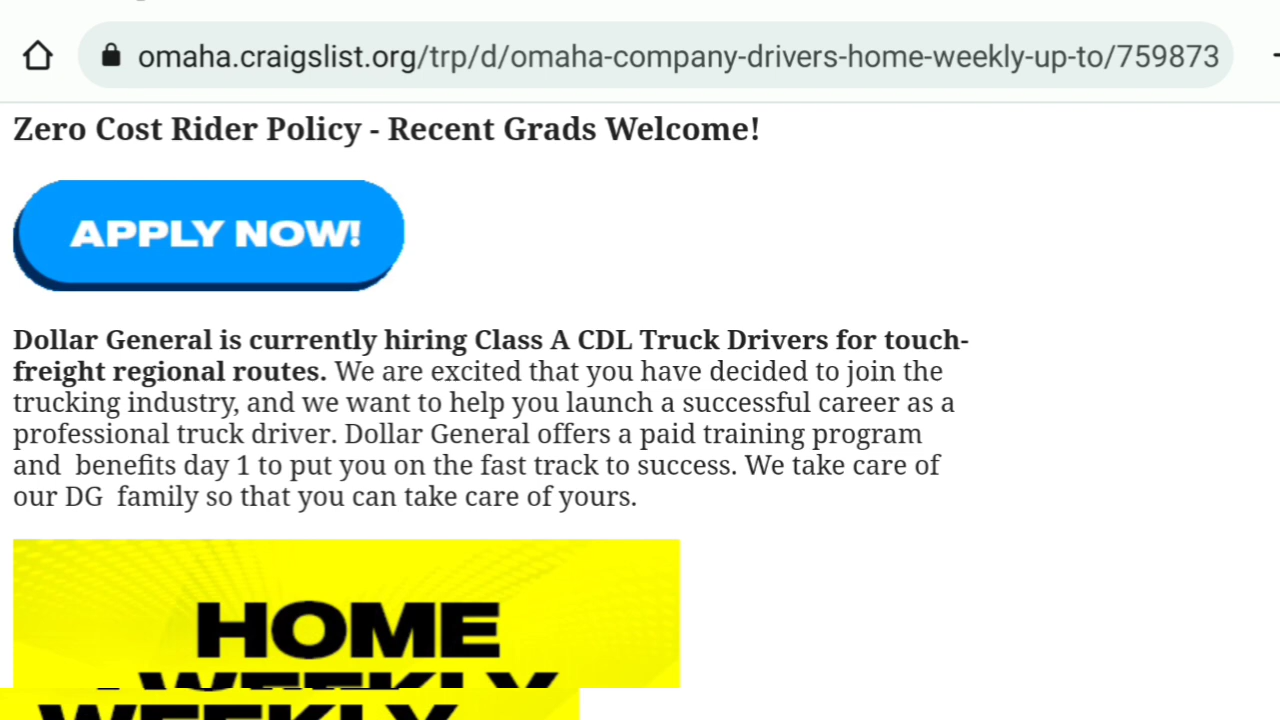 omaha.craigslist.org/trp/d/omaha-company-drivers-home-weekly-up-to/759873
Zero Cost Rider Policy - Recent Grads Welcome!
APPLY NOW!
Dollar General is currently hiring Class A CDL Truck Drivers for touch-
freight regional routes. We are excited that you have decided to join the
trucking industry, and we want to help you launch a successful career as a
professional truck driver. Dollar General offers a paid training program
and  benefits day 1 to put you on the fast track to success. We take care of
our DG  family so that you can take care of yours.
HOME
WEEKLY
WEEKLY